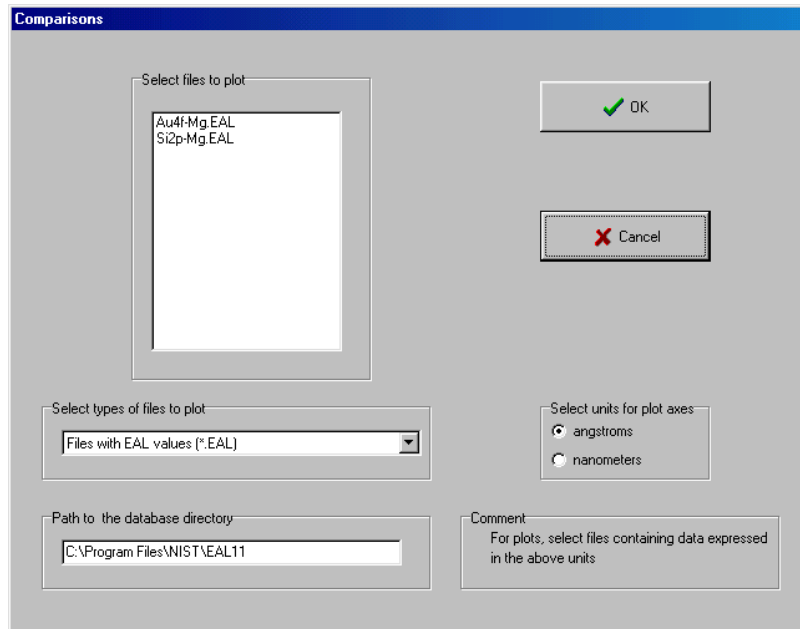 Comparisons
Select files to plot
Au4f-Mg.EAL
Si2p-Mg.EAL
OK
Cancel
Select types of files to plot
Files with EAL values (*.EAL)
Select units for plot axes
angstroms
nanometers
Path to the database directory
C:\Program Files\NIST\EAL11
Comment
For plots, select files containing data expressed
in the above units